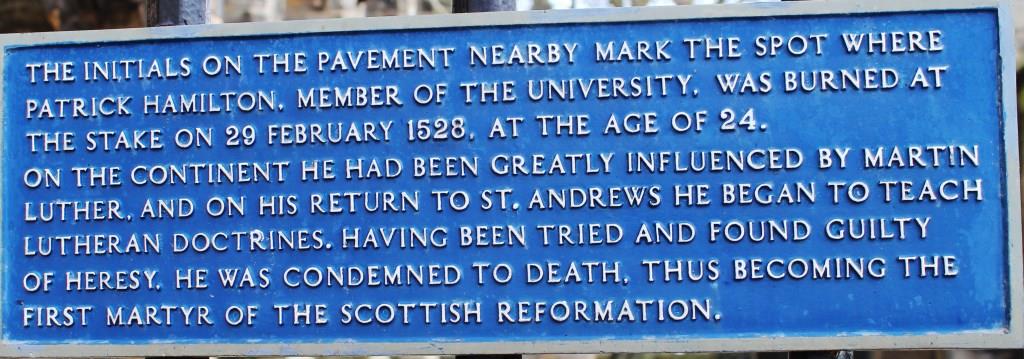 THE INITIALS ON THE PAVEMENT NEARBY MARK THE SPOT WHERE
PATRICK HAMILTON, MEMBER OF THE UNIVERSITY, WAS BURNED AT
THE STAKE ON 29 FEBRUARY 1528, AT THE AGE OF 24.
ON THE CONTINENT HE HAD BEEN GREATLY INFLUENCED BY MARTIN
LUTHER, AND ON HIS RETURN TO ST. ANDREWS HE BEGAN TO TEACH
LUTHERAN DOCTRINES. HAVING BEEN TRIED AND FOUND GUILTY
OF HERESY, HE WAS CONDEMNED TO DEATH, THUS BECOMING THE
FIRST MARTYR OF THE SCOTTISH REFORMATION.